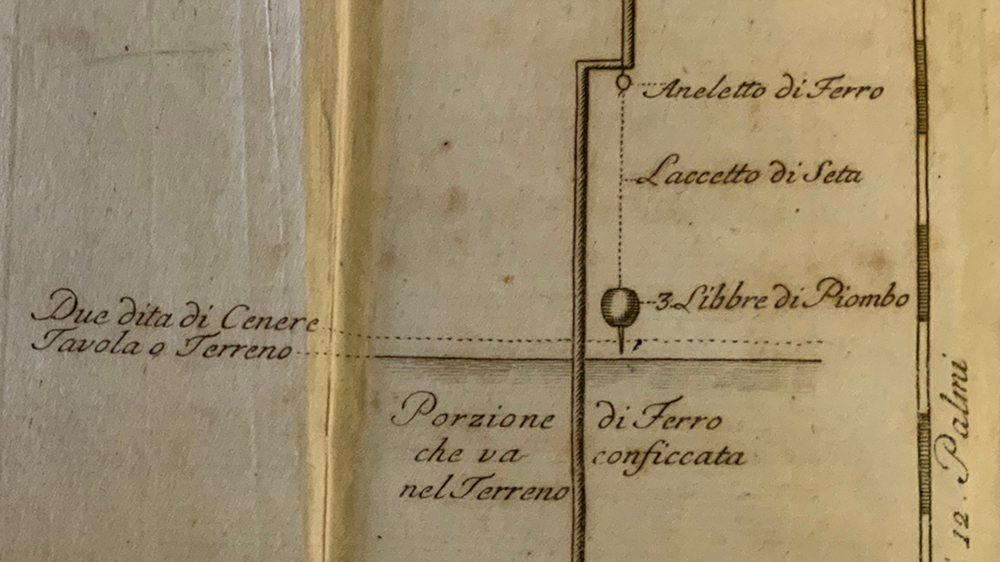 Aneletto di Ferro
Laccetto di Seta
3 Libbre di Piombo
Due dita di Cenere
Tavola o Terreno
Porzione di Ferro
che va conficcata
nel Terreno
12. Palmi